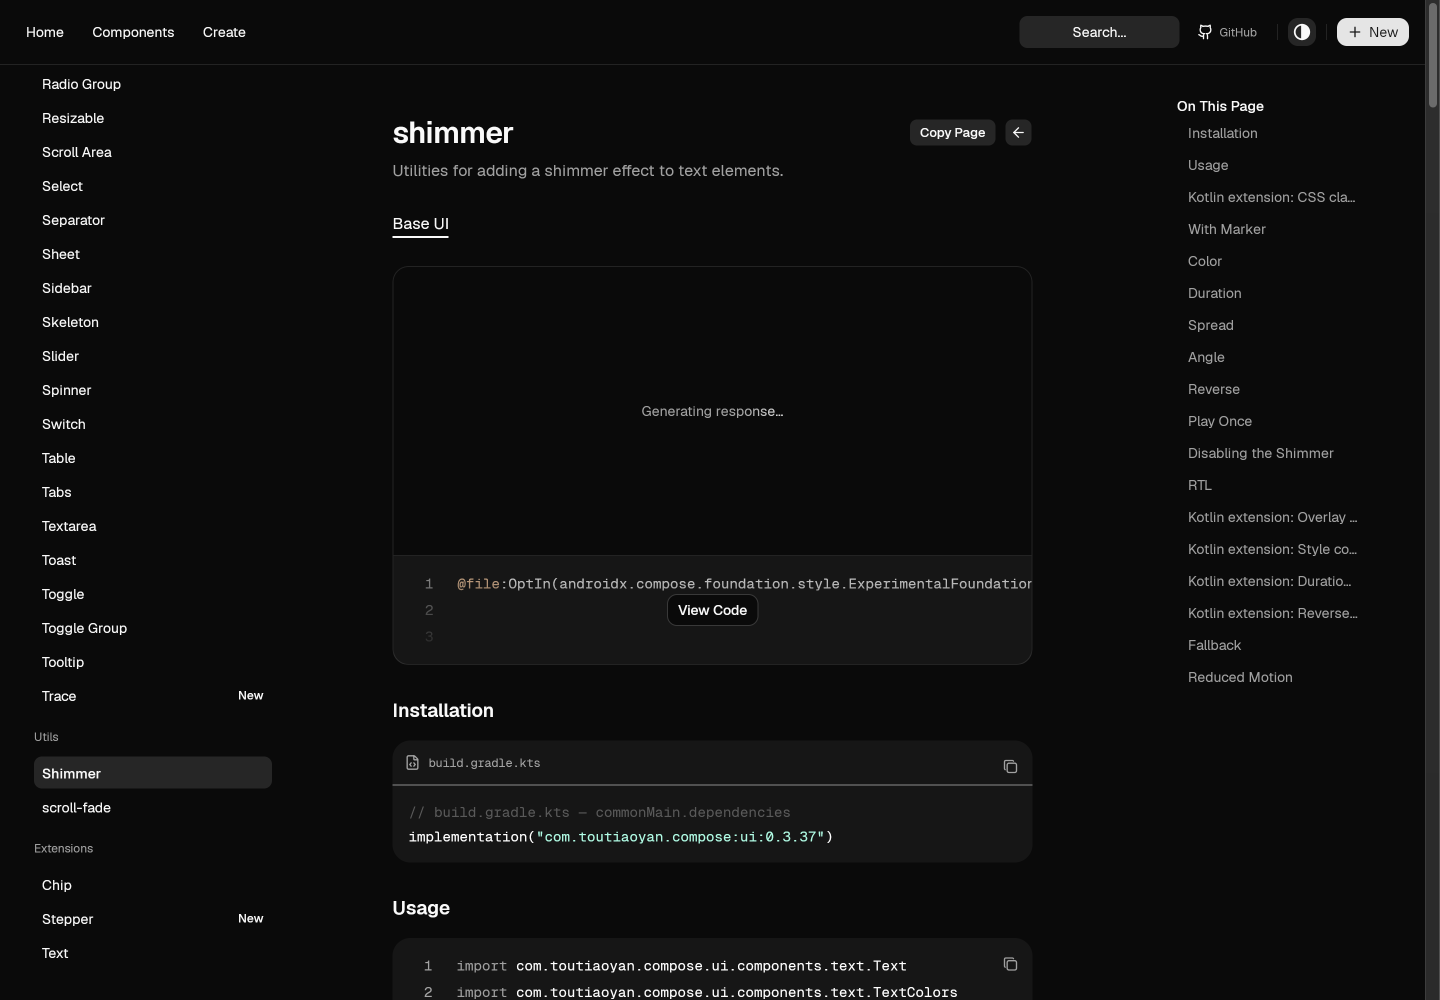 Home
Components
Create
Search...
GitHub
New
Radio Group
Resizable
Scroll Area
Select
Separator
Sheet
Sidebar
Skeleton
Slider
Spinner
Switch
Table
Tabs
Textarea
Toast
Toggle
Toggle Group
Tooltip
Trace New
Utils
Shimmer
scroll-fade
Extensions
Chip
Stepper New
Text
shimmer
Copy Page
Utilities for adding a shimmer effect to text elements.
Base UI
Generating response...
1 @file:OptIn(androidx.compose.foundation.style.ExperimentalFoundation
2
View Code
3
Installation
build.gradle.kts
// build.gradle.kts — commonMain.dependencies
implementation("com.toutiaoyan.compose:ui:0.3.37")
Usage
1 import com.toutiaoyan.compose.ui.components.text.Text
2 import com.toutiaoyan.compose.ui.components.text.TextColors
On This Page
Installation
Usage
Kotlin extension: CSS cla...
With Marker
Color
Duration
Spread
Angle
Reverse
Play Once
Disabling the Shimmer
RTL
Kotlin extension: Overlay ...
Kotlin extension: Style co...
Kotlin extension: Duratio...
Kotlin extension: Reverse...
Fallback
Reduced Motion